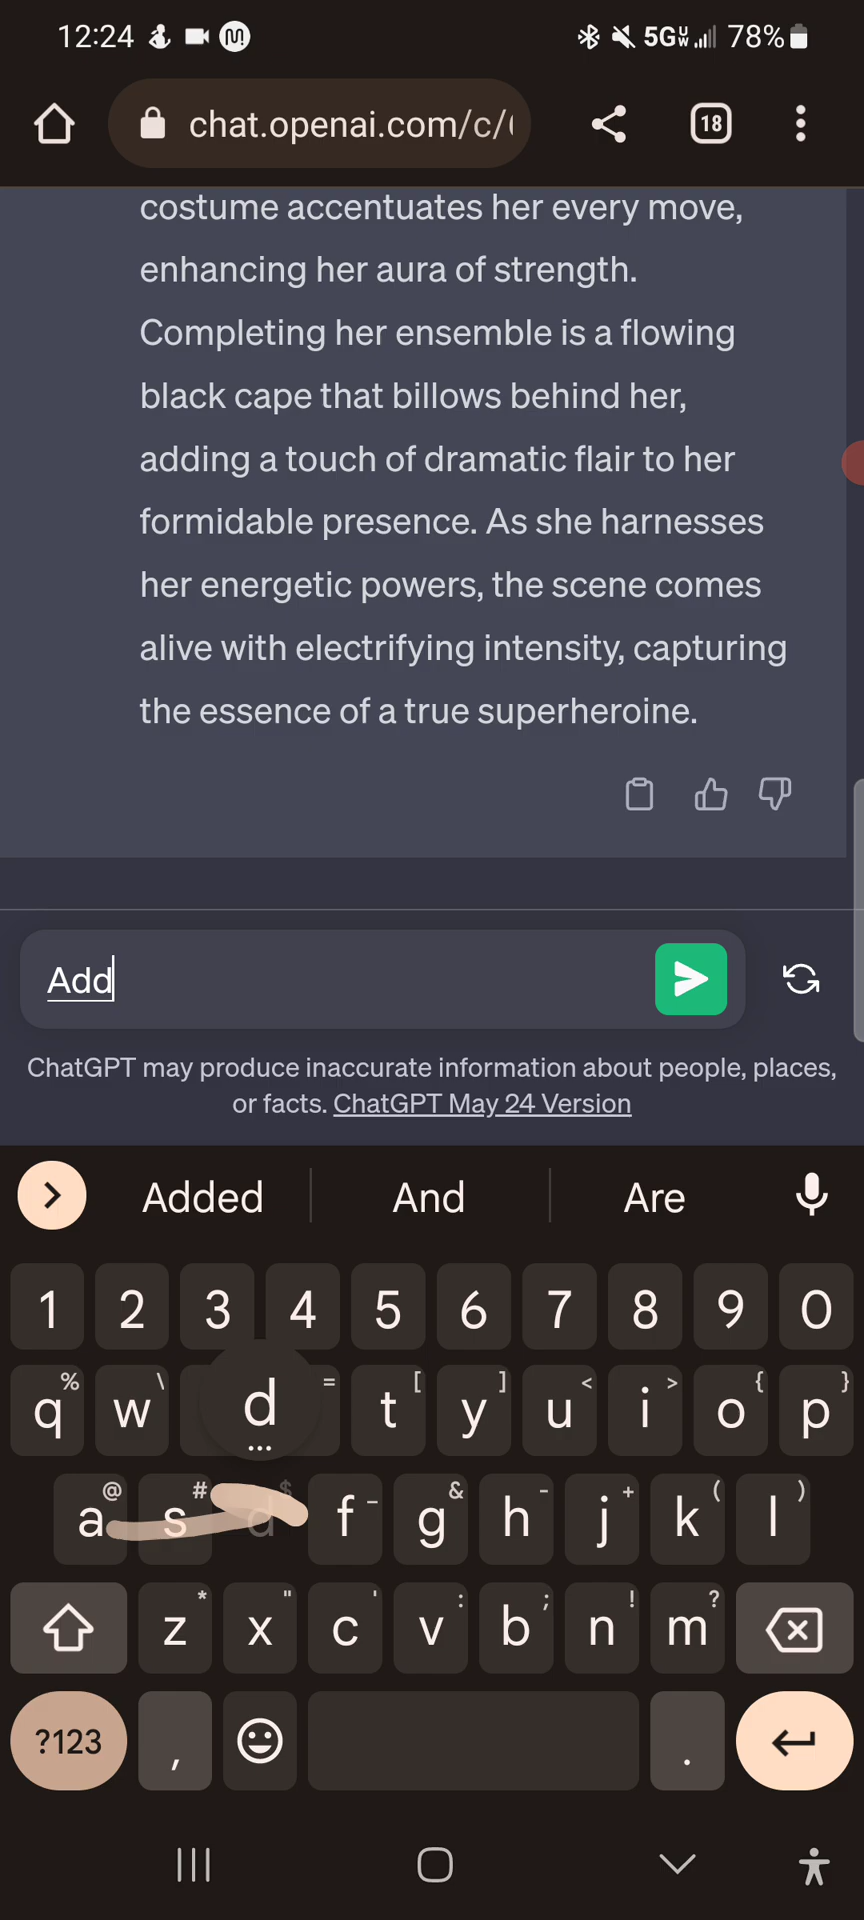 12:24 5G UW 78%
chat.openai.com/c/
18
costume accentuates her every move,
enhancing her aura of strength.
Completing her ensemble is a flowing
black cape that billows behind her,
adding a touch of dramatic flair to her
formidable presence. As she harnesses
her energetic powers, the scene comes
alive with electrifying intensity, capturing
the essence of a true superheroine.
Add
ChatGPT may produce inaccurate information about people, places,
or facts. ChatGPT May 24 Version
Added And Are
1 2 3 4 5 6 7 8 9 0
% \ = [ ] < > { }
q w d t y u i o p
@ # $ - & - + ( )
a s d f g h j k l
* " ' : ; ! ?
z x c v b n m
?123 , .